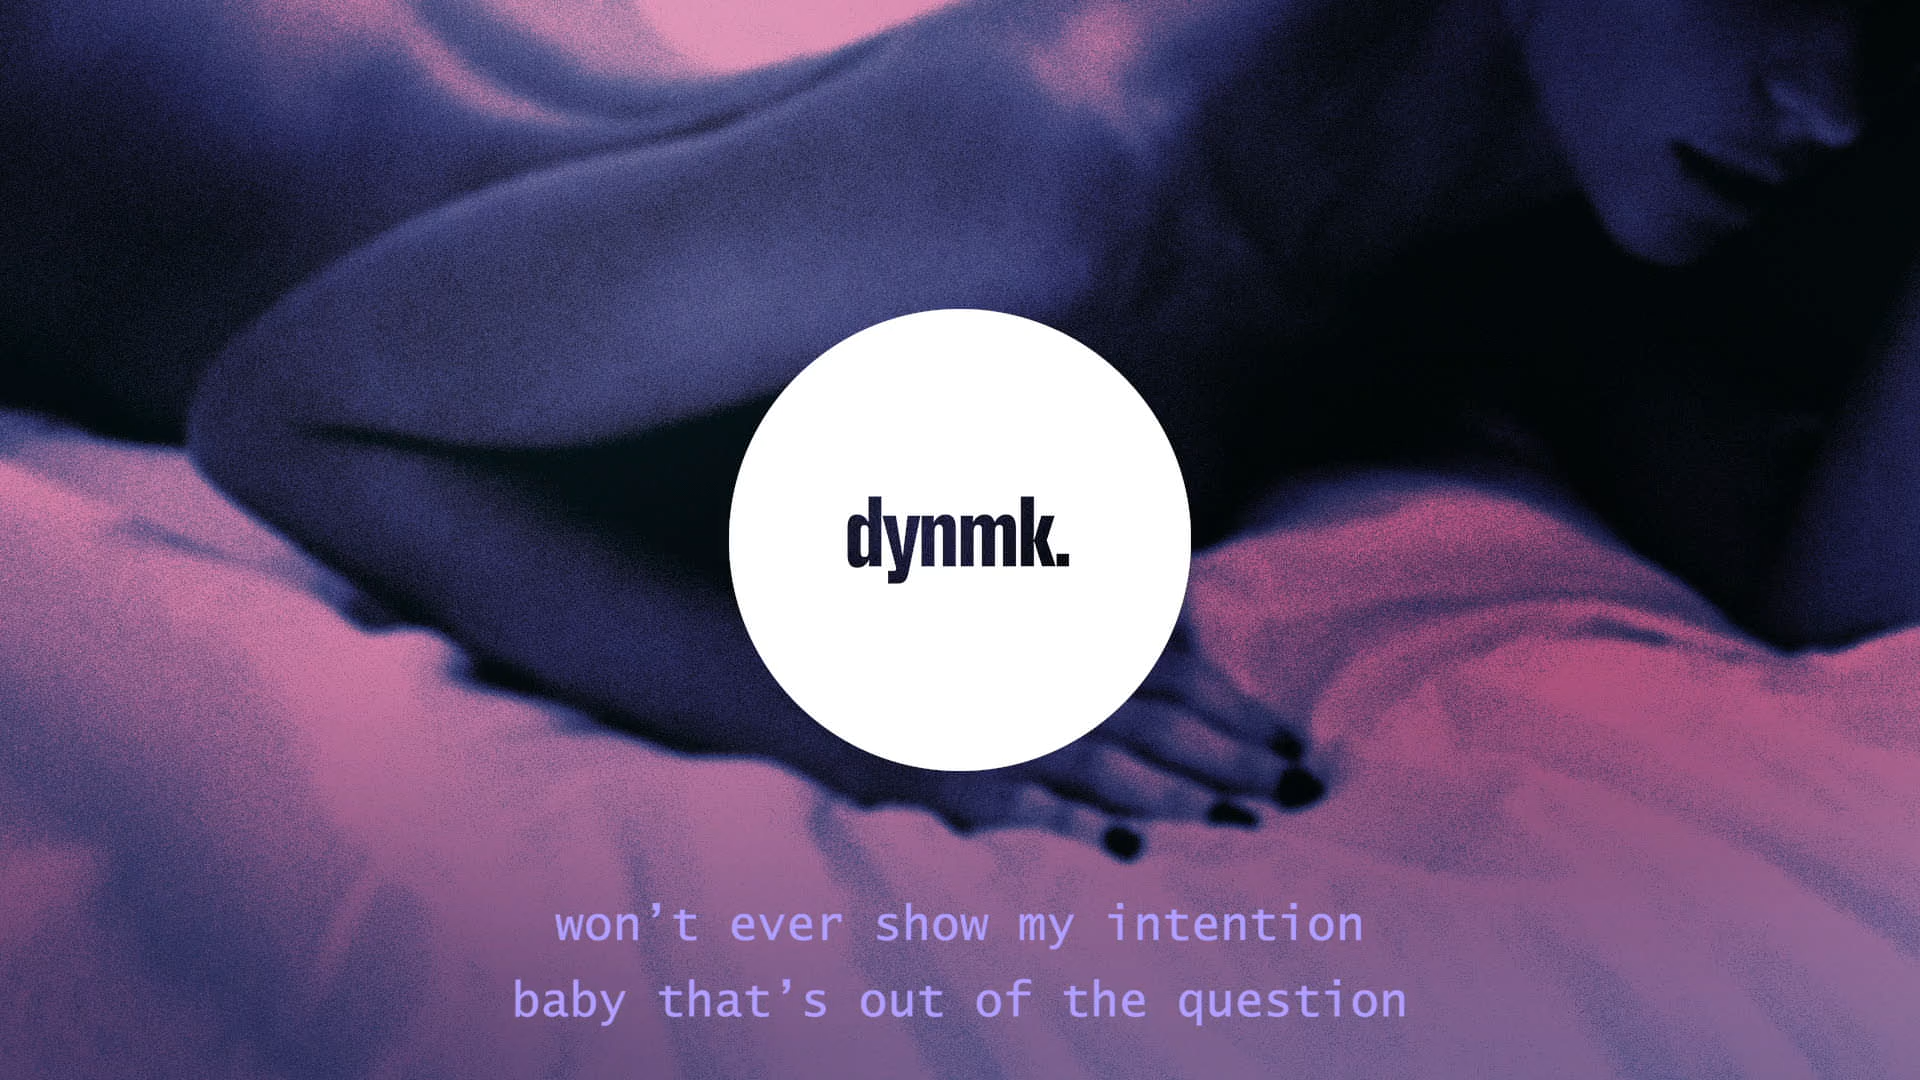 dynmk.
won’t ever show my intention
baby that’s out of the question